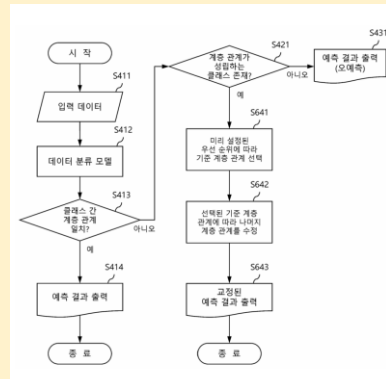 시 작
S411
입력 데이터
S412
데이터 분류 모델
S413
클래스 간
계층 관계
일치?
아니오
예
S414
예측 결과 출력
종 료
S421
계층 관계가
성립하는
클래스 존재?
아니오
예
S431
예측 결과 출력
(오예측)
S641
미리 설정된
우선 순위에 따라
기준 계층 관계 선택
S642
선택된 기준 계층
관계에 따라 나머지
계층 관계를 수정
S643
교정된
예측 결과 출력
종 료